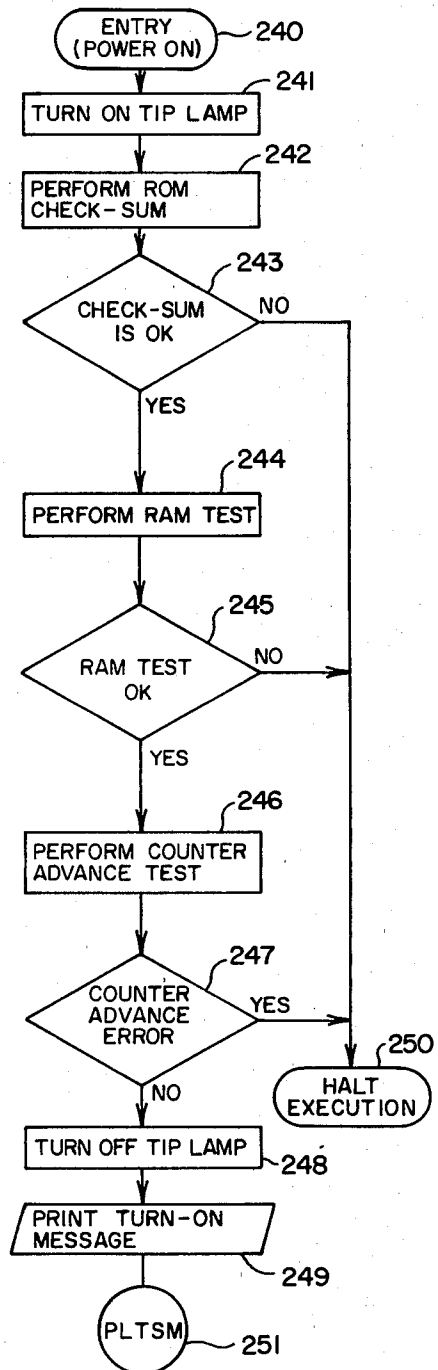 ENTRY
(POWER ON)
240
241
TURN ON TIP LAMP
242
PERFORM ROM
CHECK-SUM
243
CHECK-SUM
IS OK
NO
YES
244
PERFORM RAM TEST
245
RAM TEST
OK
NO
YES
246
PERFORM COUNTER
ADVANCE TEST
247
COUNTER
ADVANCE
ERROR
YES
250
HALT
EXECUTION
NO
TURN OFF TIP LAMP
248
PRINT TURN-ON
MESSAGE
249
PLTSM
251